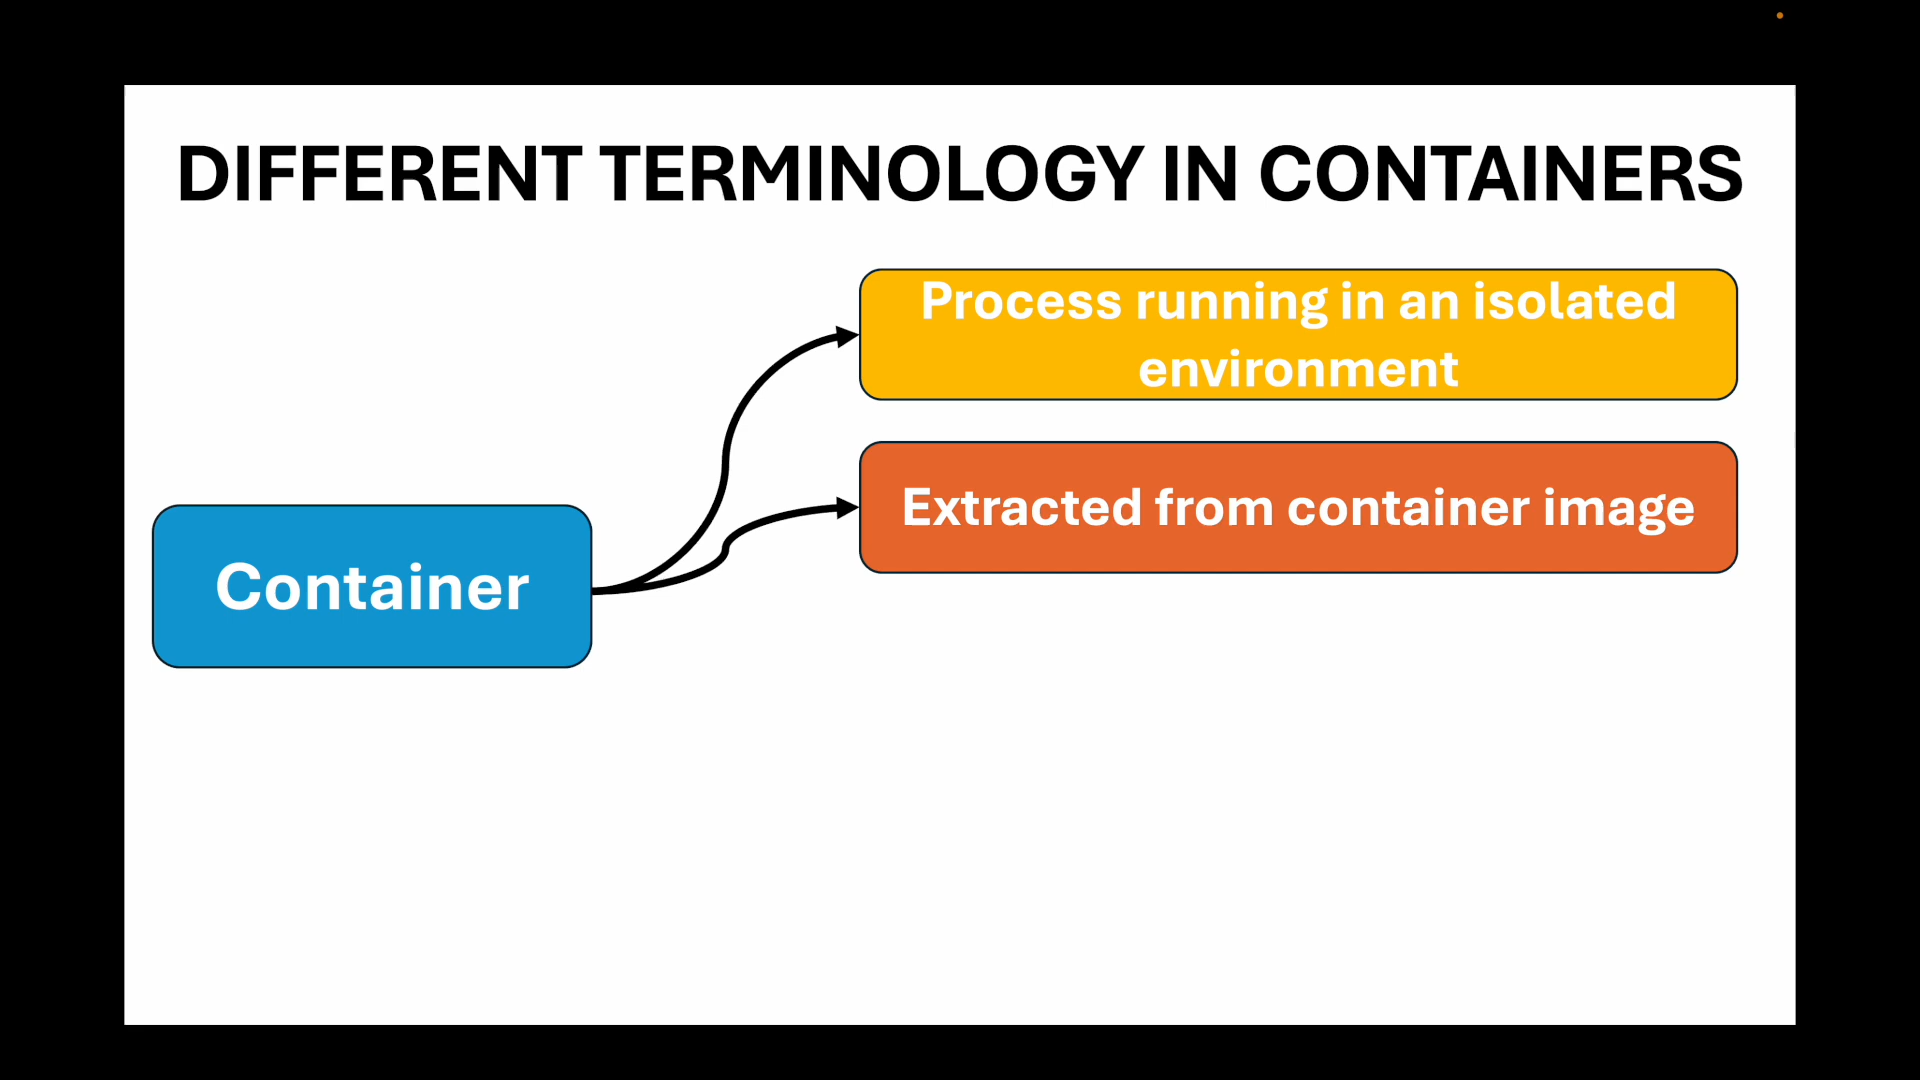 DIFFERENT TERMINOLOGY IN CONTAINERS
Process running in an isolated
environment
Extracted from container image
Container